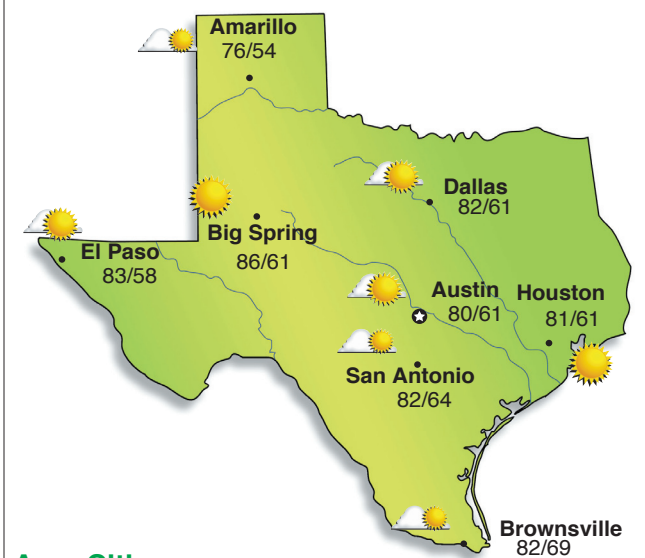 Amarillo
76/54
Dallas
82/61
Big Spring
86/61
El Paso
83/58
Austin
80/61
Houston
81/61
San Antonio
82/64
Brownsville
82/69